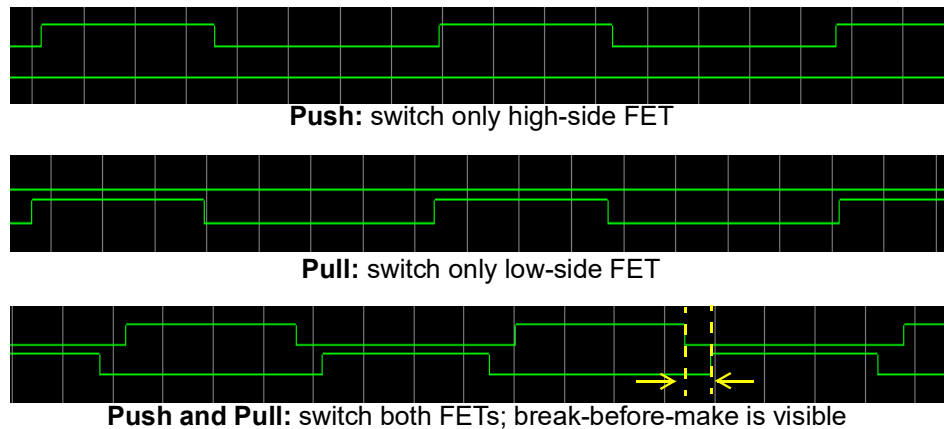 Push: switch only high-side FET
Pull: switch only low-side FET
Push and Pull: switch both FETs; break-before-make is visible